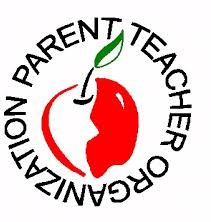 PARENT TEACHER ORGANIZATION